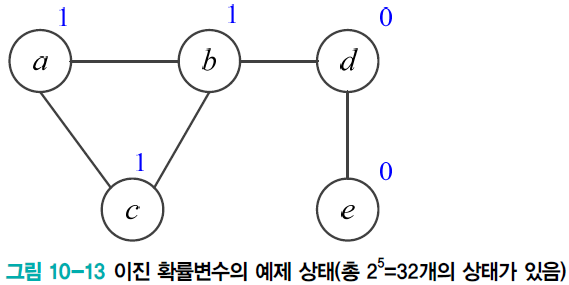 1 1 0
a b d
1 0
c e
그림 10-13 이진 확률변수의 예제 상태(총 2⁵=32개의 상태가 있음)